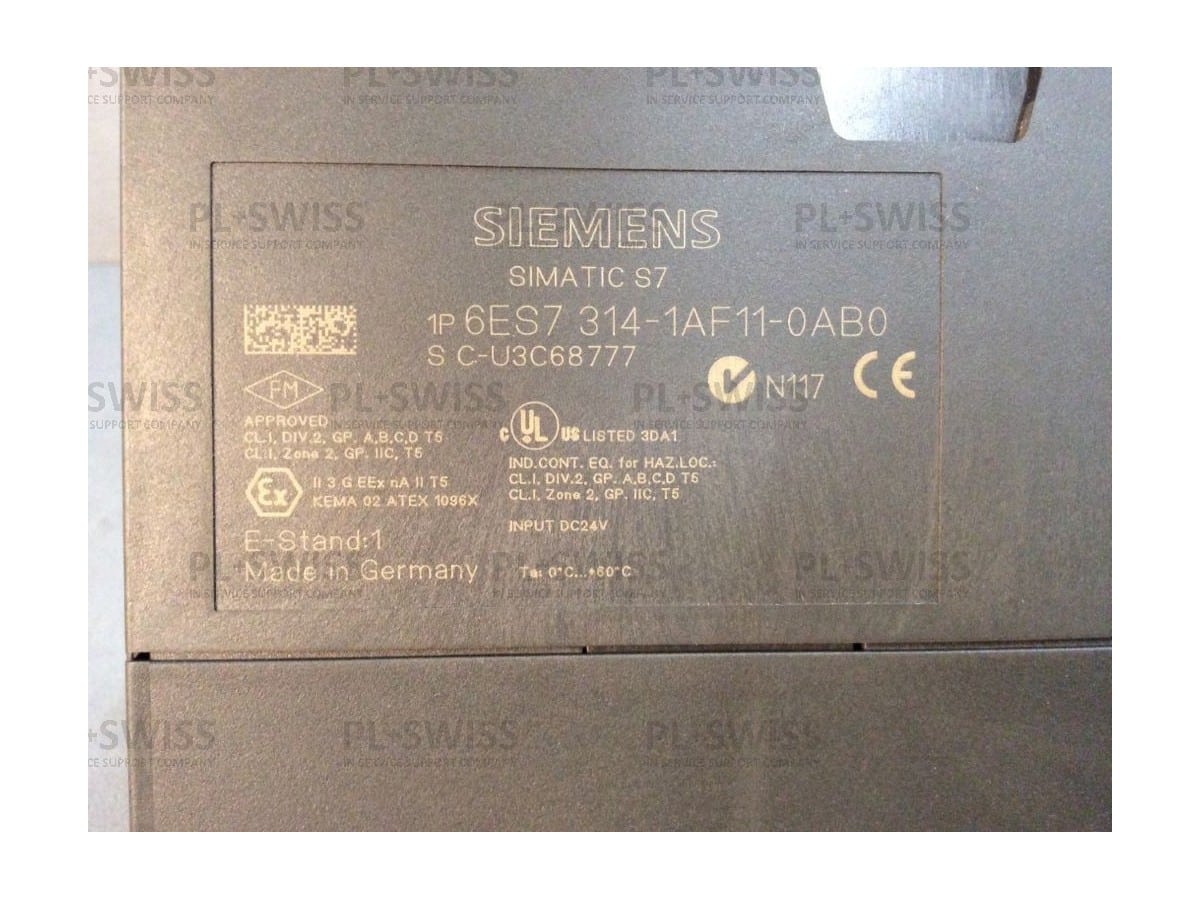 PL+SWISS
IN SERVICE SUPPORT COMPANY
SIEMENS
SIMATIC S7
1P 6ES7 314-1AF11-0AB0
S C-U3C68777
N117 CE
FM
APPROVED
CL.I, DIV.2, GP. A,B,C,D T5
CL.I, Zone 2, GP. IIC, T5
C UL US LISTED 3DA1
IND.CONT. EQ. for HAZ.LOC.:
CL.I, DIV.2, GP. A,B,C,D T5
CL.I, Zone 2, GP. IIC, T5
Ex II 3 G EEx nA II T5
KEMA 02 ATEX 1096X
INPUT DC24V
E-Stand:1
Made in Germany
Ta: 0°C...+60°C